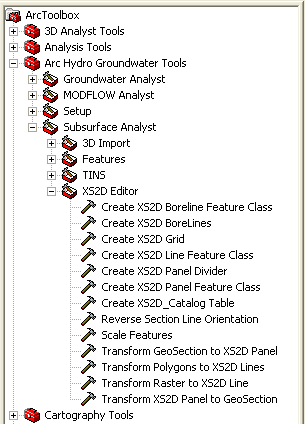 ArcToolbox
3D Analyst Tools
Analysis Tools
Arc Hydro Groundwater Tools
Groundwater Analyst
MODFLOW Analyst
Setup
Subsurface Analyst
3D Import
Features
TINS
XS2D Editor
Create XS2D Boreline Feature Class
Create XS2D BoreLines
Create XS2D Grid
Create XS2D Line Feature Class
Create XS2D Panel Divider
Create XS2D Panel Feature Class
Create XS2D_Catalog Table
Reverse Section Line Orientation
Scale Features
Transform GeoSection to XS2D Panel
Transform Polygons to XS2D Lines
Transform Raster to XS2D Line
Transform XS2D Panel to GeoSection
Cartography Tools